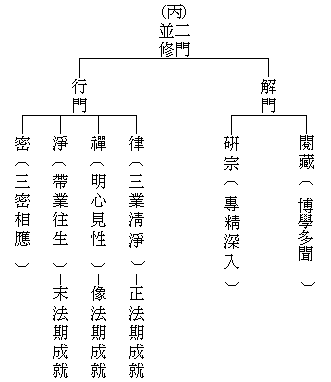 (丙)
二門
並修
解門
閱藏（博學多聞）
研宗（專精深入）
行門
律（三業清淨）—正法期成就
禪（明心見性）—像法期成就
淨（帶業往生）—末法期成就
密（三密相應）